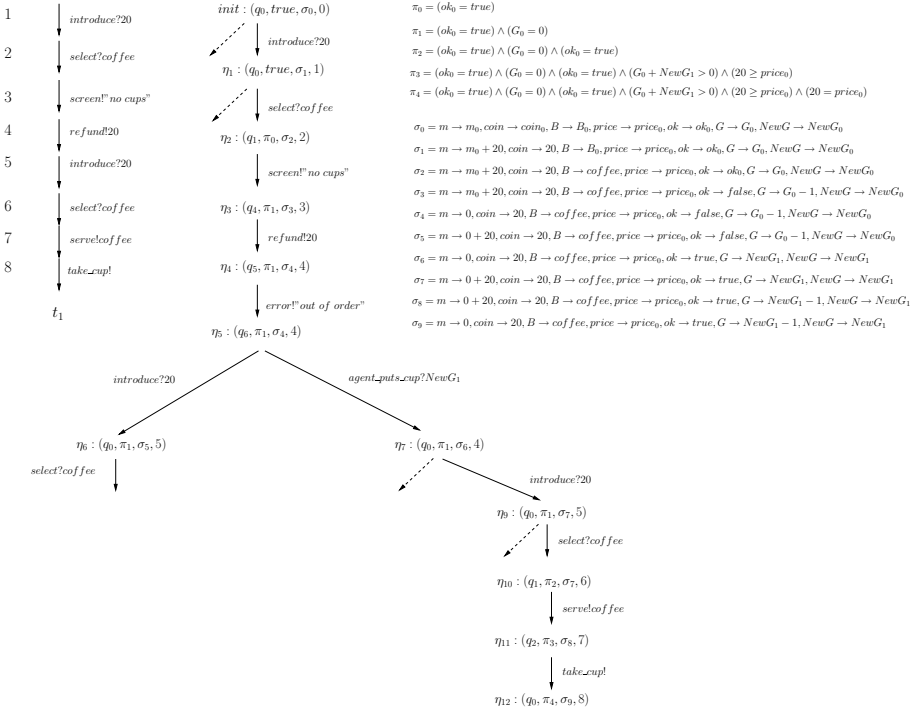 1
introduce?20
2
select?coffee
3
screen!"no cups"
4
refund!20
5
introduce?20
6
select?coffee
7
serve!coffee
8
take_cup!
t₁
init : (q₀, true, σ₀, 0)
introduce?20
η₁ : (q₀, true, σ₁, 1)
select?coffee
η₂ : (q₁, π₀, σ₂, 2)
screen!"no cups"
η₃ : (q₄, π₁, σ₃, 3)
refund!20
η₄ : (q₅, π₁, σ₄, 4)
error!"out of order"
η₅ : (q₆, π₁, σ₄, 4)
introduce?20
agent_puts_cup?NewG₁
η₆ : (q₀, π₁, σ₅, 5)
select?coffee
η₇ : (q₀, π₁, σ₆, 4)
introduce?20
η₉ : (q₀, π₁, σ₇, 5)
select?coffee
η₁₀ : (q₁, π₂, σ₇, 6)
serve!coffee
η₁₁ : (q₂, π₃, σ₈, 7)
take_cup!
η₁₂ : (q₀, π₄, σ₉, 8)
π₀ = (ok₀ = true)
π₁ = (ok₀ = true) ∧ (G₀ = 0)
π₂ = (ok₀ = true) ∧ (G₀ = 0) ∧ (ok₀ = true)
π₃ = (ok₀ = true) ∧ (G₀ = 0) ∧ (ok₀ = true) ∧ (G₀ + NewG₁ > 0) ∧ (20 ≥ price₀)
π₄ = (ok₀ = true) ∧ (G₀ = 0) ∧ (ok₀ = true) ∧ (G₀ + NewG₁ > 0) ∧ (20 ≥ price₀) ∧ (20 = price₀)
σ₀ = m → m₀, coin → coin₀, B → B₀, price → price₀, ok → ok₀, G → G₀, NewG → NewG₀
σ₁ = m → m₀ + 20, coin → 20, B → B₀, price → price₀, ok → ok₀, G → G₀, NewG → NewG₀
σ₂ = m → m₀ + 20, coin → 20, B → coffee, price → price₀, ok → ok₀, G → G₀, NewG → NewG₀
σ₃ = m → m₀ + 20, coin → 20, B → coffee, price → price₀, ok → false, G → G₀ − 1, NewG → NewG₀
σ₄ = m → 0, coin → 20, B → coffee, price → price₀, ok → false, G → G₀ − 1, NewG → NewG₀
σ₅ = m → 0 + 20, coin → 20, B → coffee, price → price₀, ok → false, G → G₀ − 1, NewG → NewG₀
σ₆ = m → 0, coin → 20, B → coffee, price → price₀, ok → true, G → NewG₁, NewG → NewG₁
σ₇ = m → 0 + 20, coin → 20, B → coffee, price → price₀, ok → true, G → NewG₁, NewG → NewG₁
σ₈ = m → 0 + 20, coin → 20, B → coffee, price → price₀, ok → true, G → NewG₁ − 1, NewG → NewG₁
σ₉ = m → 0, coin → 20, B → coffee, price → price₀, ok → true, G → NewG₁ − 1, NewG → NewG₁